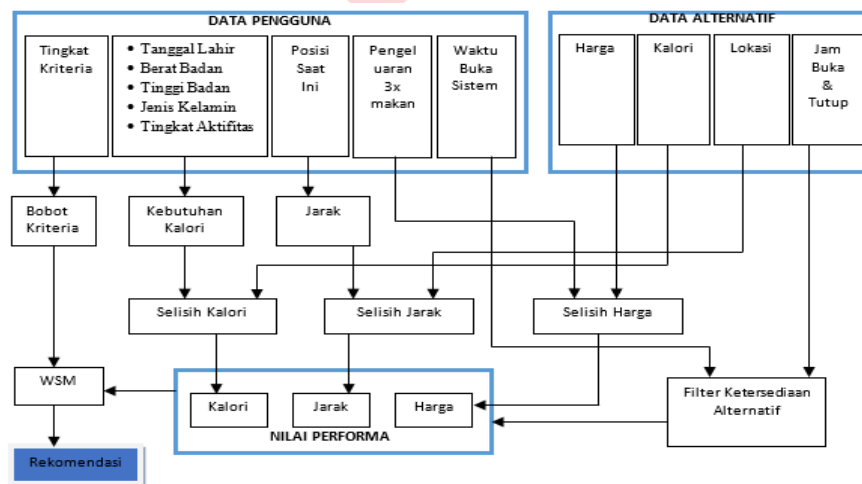 DATA PENGGUNA
DATA ALTERNATIF
Tingkat
Kriteria
• Tanggal Lahir
• Berat Badan
• Tinggi Badan
• Jenis Kelamin
• Tingkat Aktifitas
Posisi
Saat
Ini
Pengel
uaran
3x
makan
Waktu
Buka
Sistem
Harga
Kalori
Lokasi
Jam
Buka
&
Tutup
Bobot
Kriteria
Kebutuhan
Kalori
Jarak
Selisih Kalori
Selisih Jarak
Selisih Harga
WSM
Kalori
Jarak
Harga
NILAI PERFORMA
Filter Ketersediaan
Alternatif
Rekomendasi